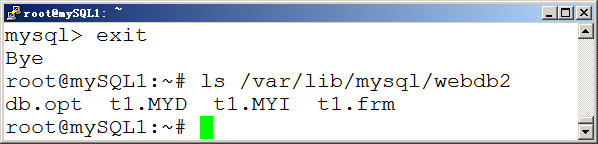 root@mySQL1: ~
mysql> exit
Bye
root@mySQL1:~# ls /var/lib/mysql/webdb2
db.opt  t1.MYD  t1.MYI  t1.frm
root@mySQL1:~#